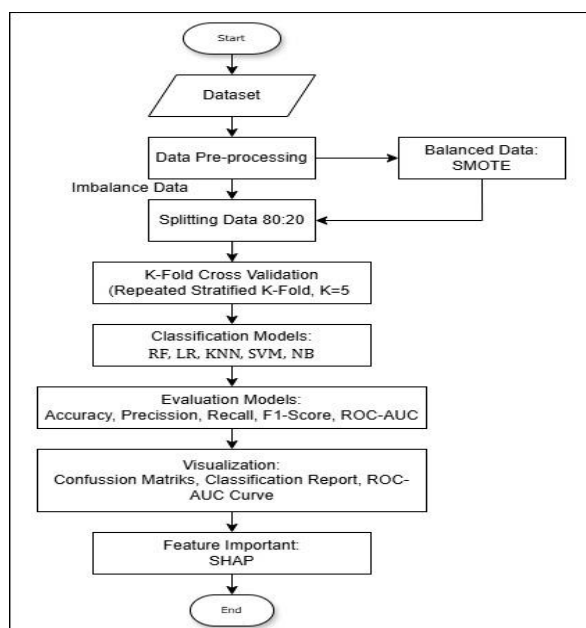 Start
Dataset
Data Pre-processing
Balanced Data:
SMOTE
Imbalance Data
Splitting Data 80:20
K-Fold Cross Validation
(Repeated Stratified K-Fold, K=5
Classification Models:
RF, LR, KNN, SVM, NB
Evaluation Models:
Accuracy, Precission, Recall, F1-Score, ROC-AUC
Visualization:
Confussion Matriks, Classification Report, ROC-
AUC Curve
Feature Important:
SHAP
End